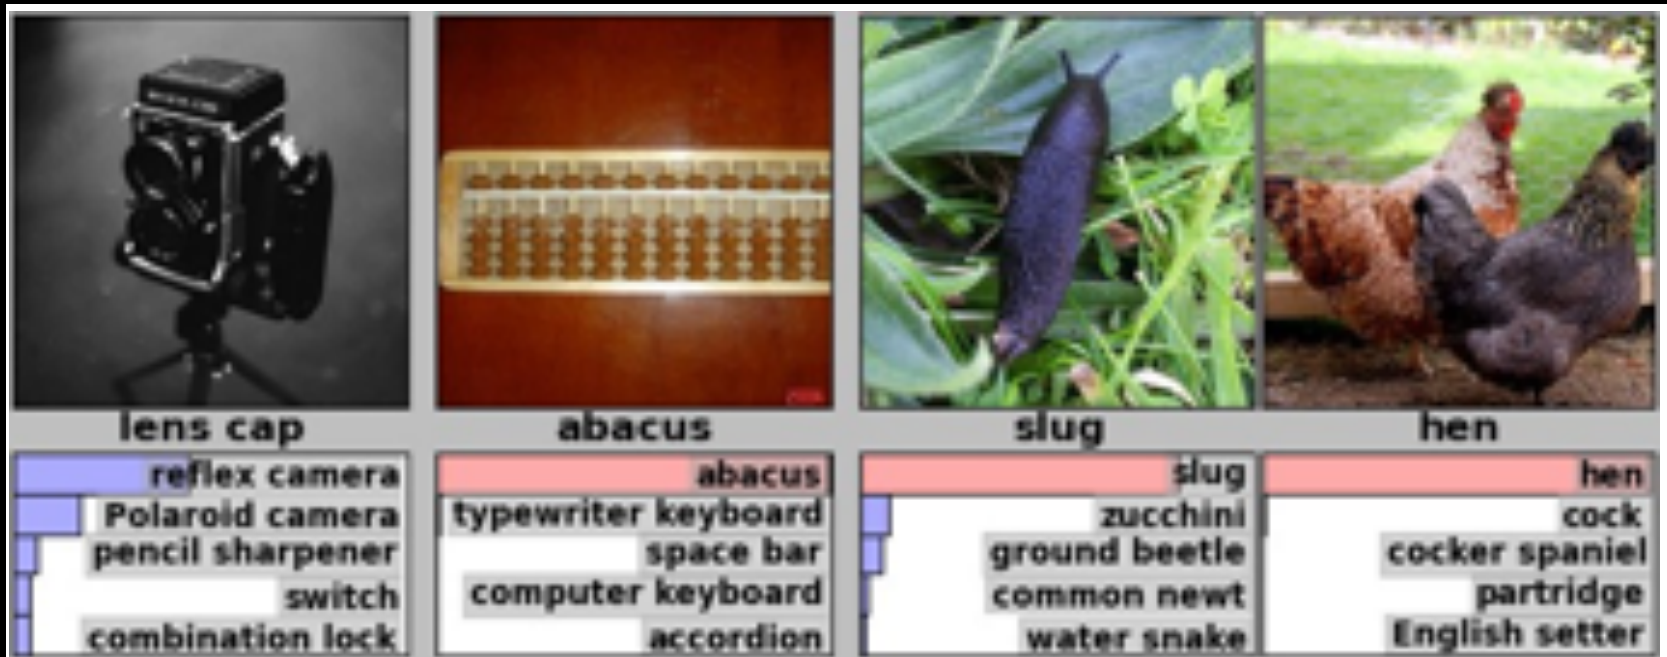 lens cap
reflex camera
Polaroid camera
pencil sharpener
switch
combination lock
abacus
abacus
typewriter keyboard
space bar
computer keyboard
accordion
slug
slug
zucchini
ground beetle
common newt
water snake
hen
hen
cock
cocker spaniel
partridge
English setter